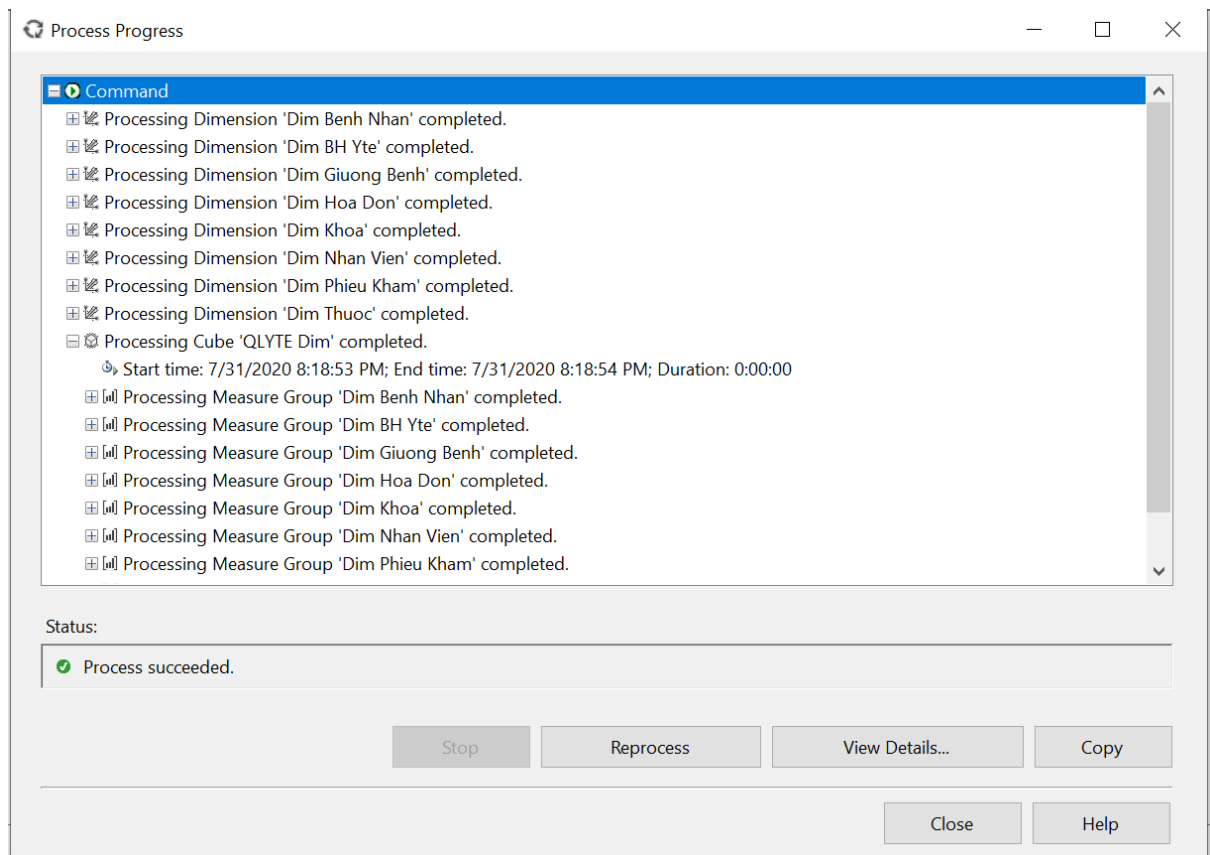 Process Progress
Command
Processing Dimension 'Dim Benh Nhan' completed.
Processing Dimension 'Dim BH Yte' completed.
Processing Dimension 'Dim Giuong Benh' completed.
Processing Dimension 'Dim Hoa Don' completed.
Processing Dimension 'Dim Khoa' completed.
Processing Dimension 'Dim Nhan Vien' completed.
Processing Dimension 'Dim Phieu Kham' completed.
Processing Dimension 'Dim Thuoc' completed.
Processing Cube 'QLYTE Dim' completed.
Start time: 7/31/2020 8:18:53 PM; End time: 7/31/2020 8:18:54 PM; Duration: 0:00:00
Processing Measure Group 'Dim Benh Nhan' completed.
Processing Measure Group 'Dim BH Yte' completed.
Processing Measure Group 'Dim Giuong Benh' completed.
Processing Measure Group 'Dim Hoa Don' completed.
Processing Measure Group 'Dim Khoa' completed.
Processing Measure Group 'Dim Nhan Vien' completed.
Processing Measure Group 'Dim Phieu Kham' completed.
Status:
Process succeeded.
Stop Reprocess View Details... Copy
Close Help